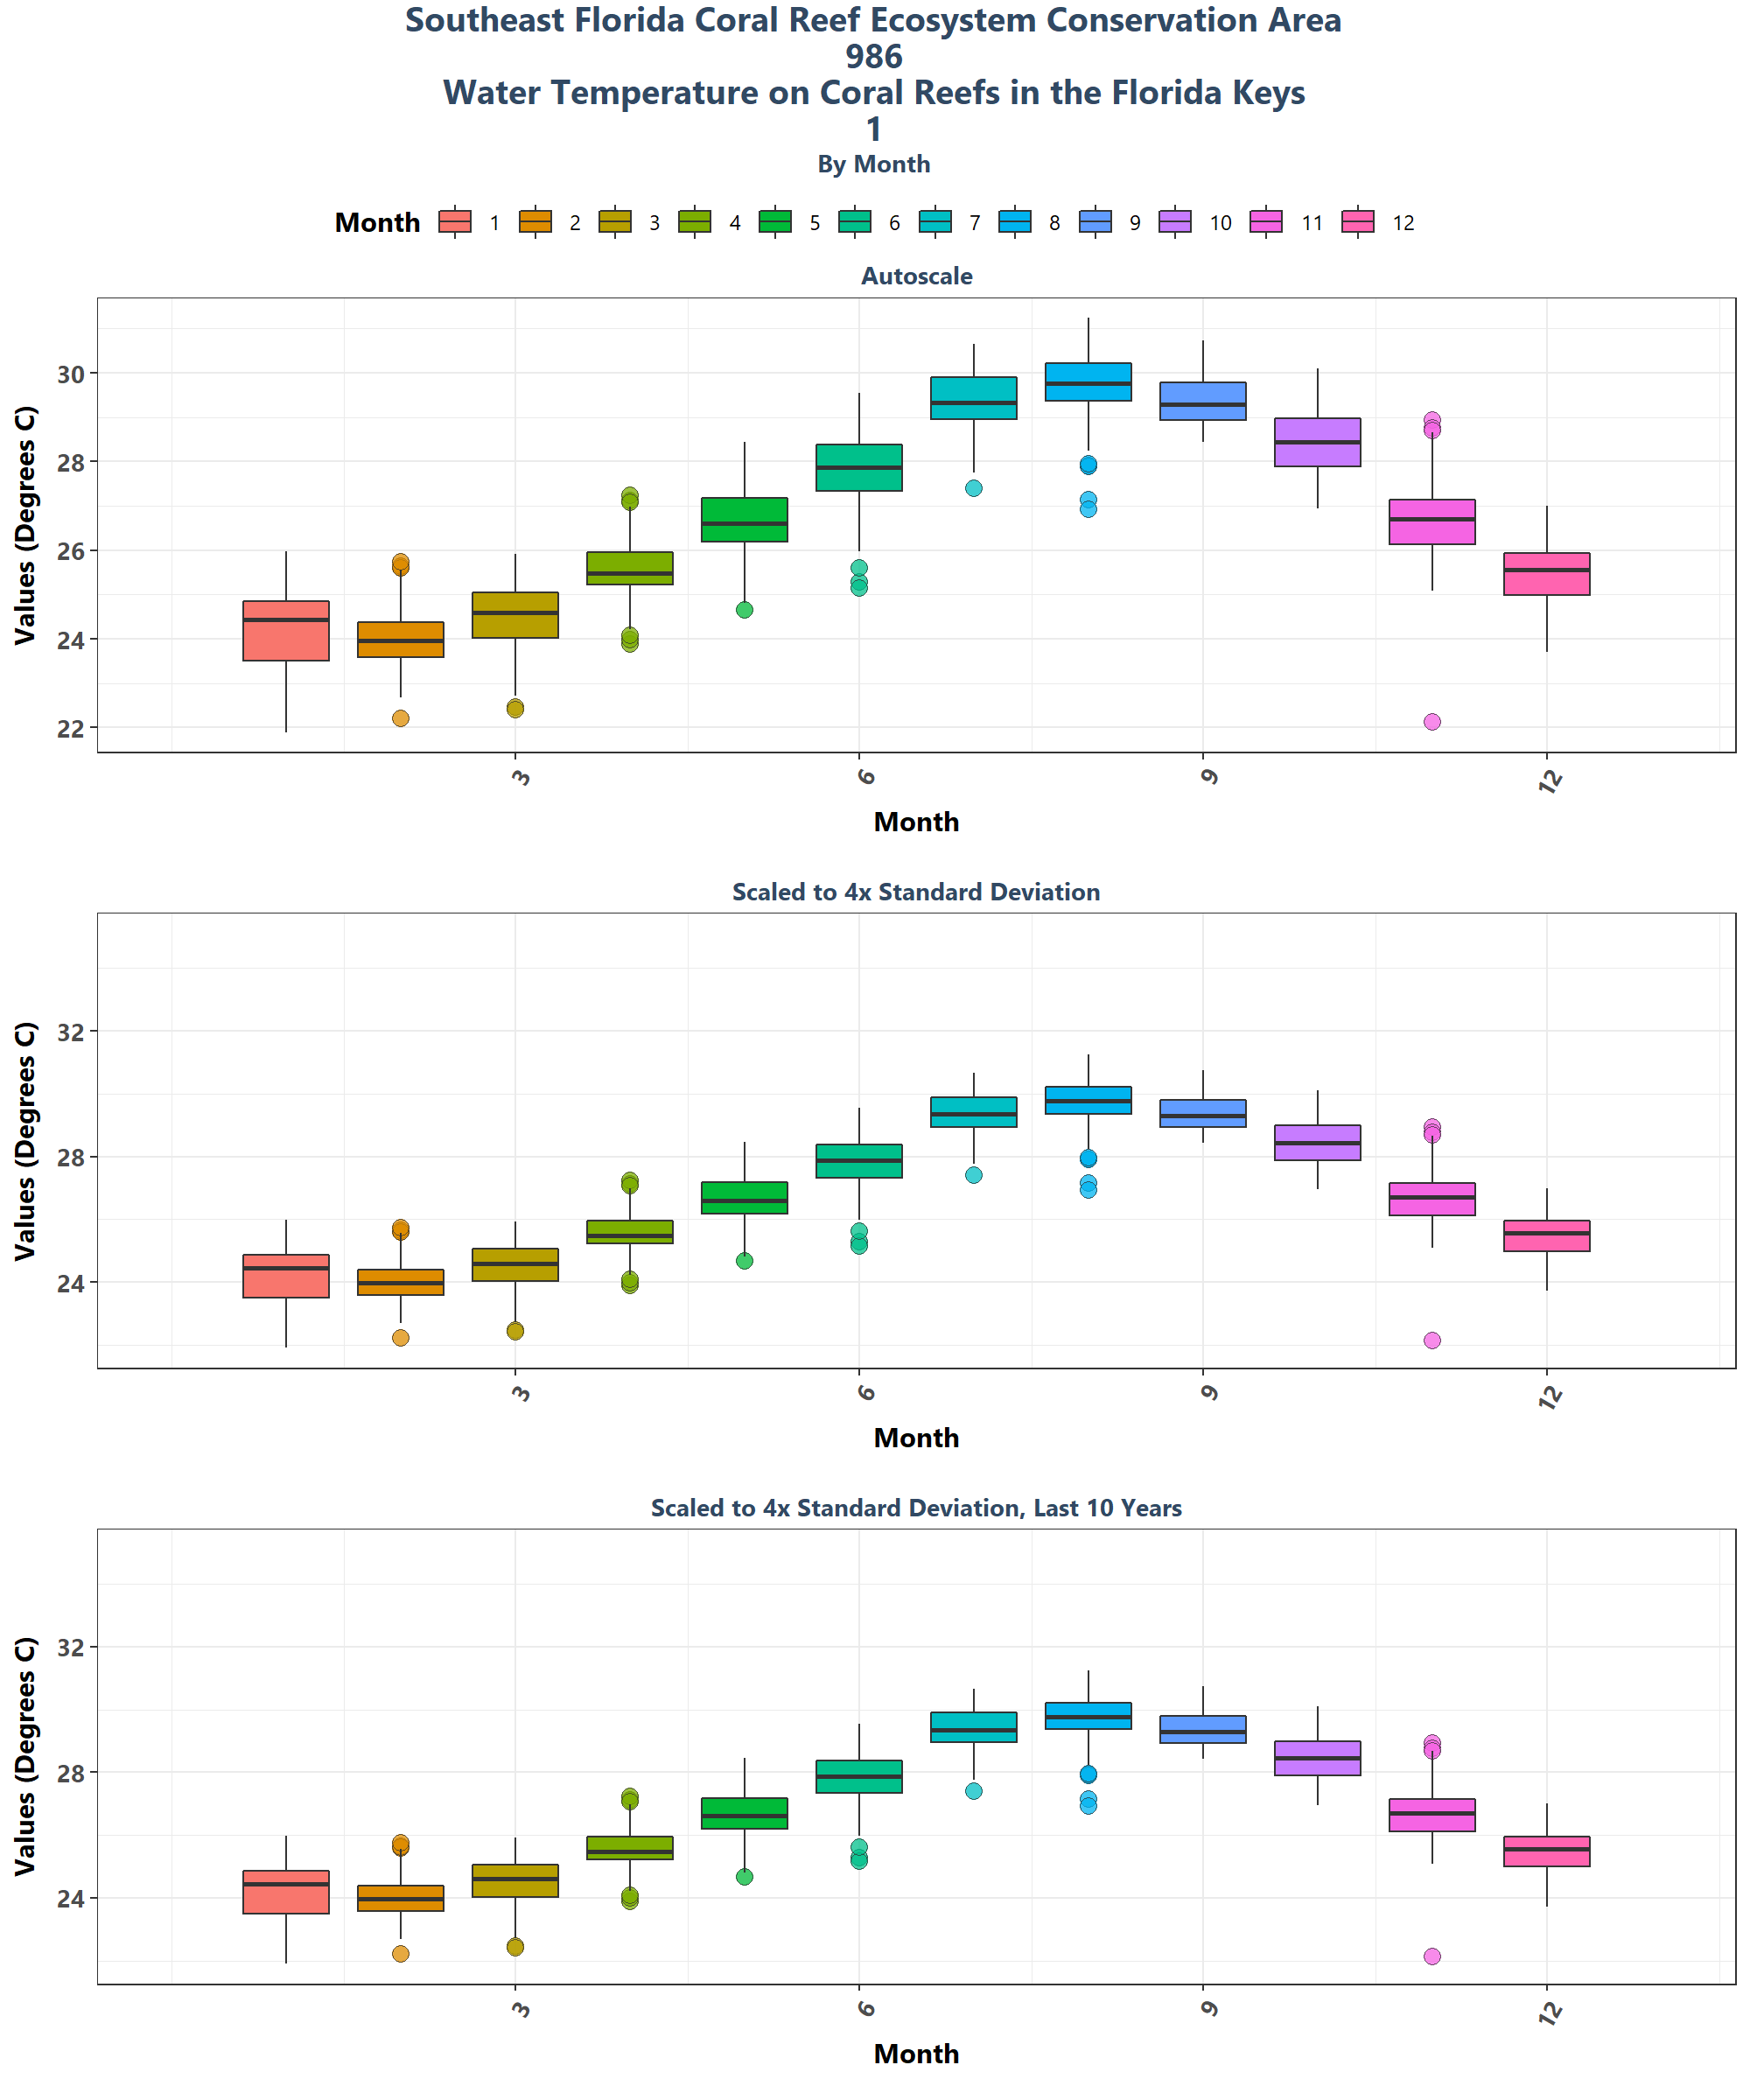 Southeast Florida Coral Reef Ecosystem Conservation Area
986
Water Temperature on Coral Reefs in the Florida Keys
1
By Month
Month 1 2 3 4 5 6 7 8 9 10 11 12
Autoscale
Values (Degrees C)
30
28
26
24
22
3 6 9 12
Month
Scaled to 4x Standard Deviation
Values (Degrees C)
32
28
24
3 6 9 12
Month
Scaled to 4x Standard Deviation, Last 10 Years
Values (Degrees C)
32
28
24
3 6 9 12
Month